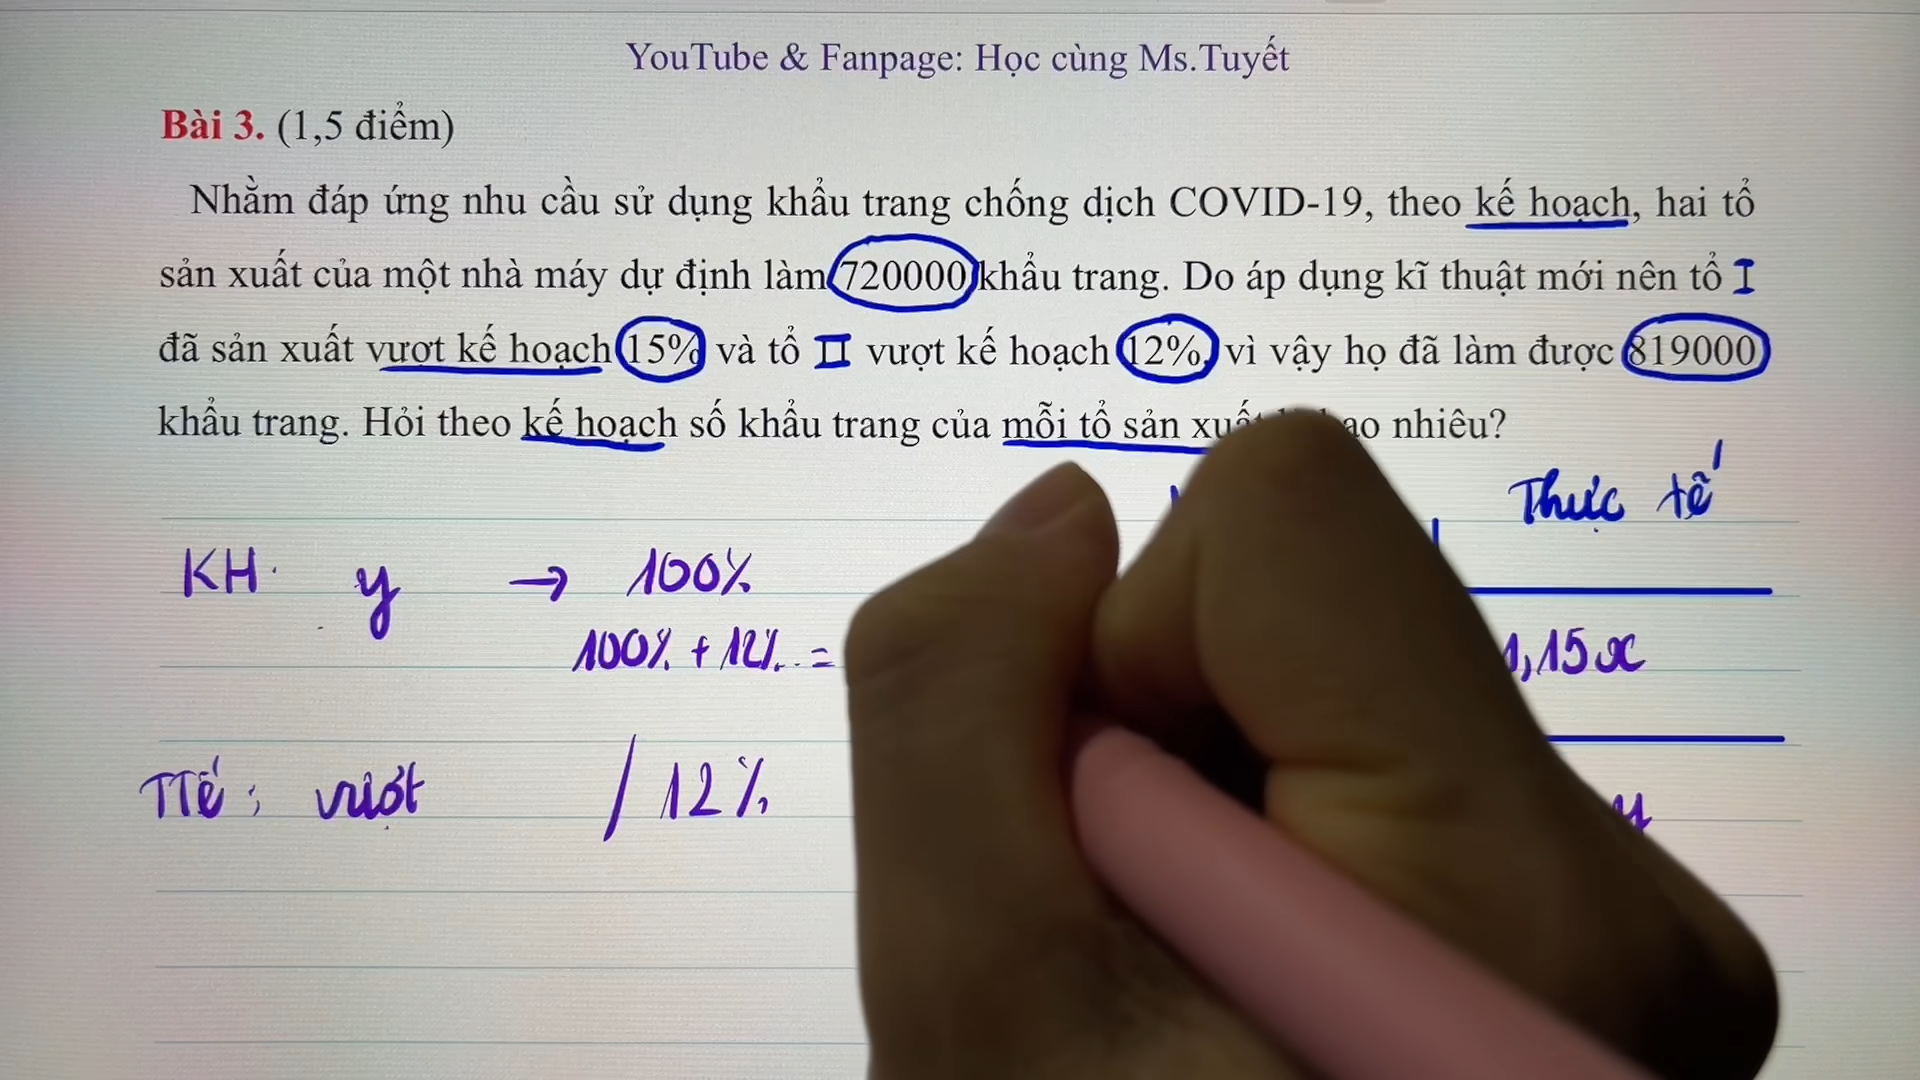 YouTube & Fanpage: Học cùng Ms.Tuyết
Bài 3. (1,5 điểm)
Nhằm đáp ứng nhu cầu sử dụng khẩu trang chống dịch COVID-19, theo kế hoạch, hai tổ
sản xuất của một nhà máy dự định làm 720000 khẩu trang. Do áp dụng kĩ thuật mới nên tổ I
đã sản xuất vượt kế hoạch 15% và tổ II vượt kế hoạch 12%, vì vậy họ đã làm được 819000
khẩu trang. Hỏi theo kế hoạch số khẩu trang của mỗi tổ sản xuất bao nhiêu?
Thực tế
KH. y → 100%
100% + 12% =
1,15x
TTế: vượt / 12%
y